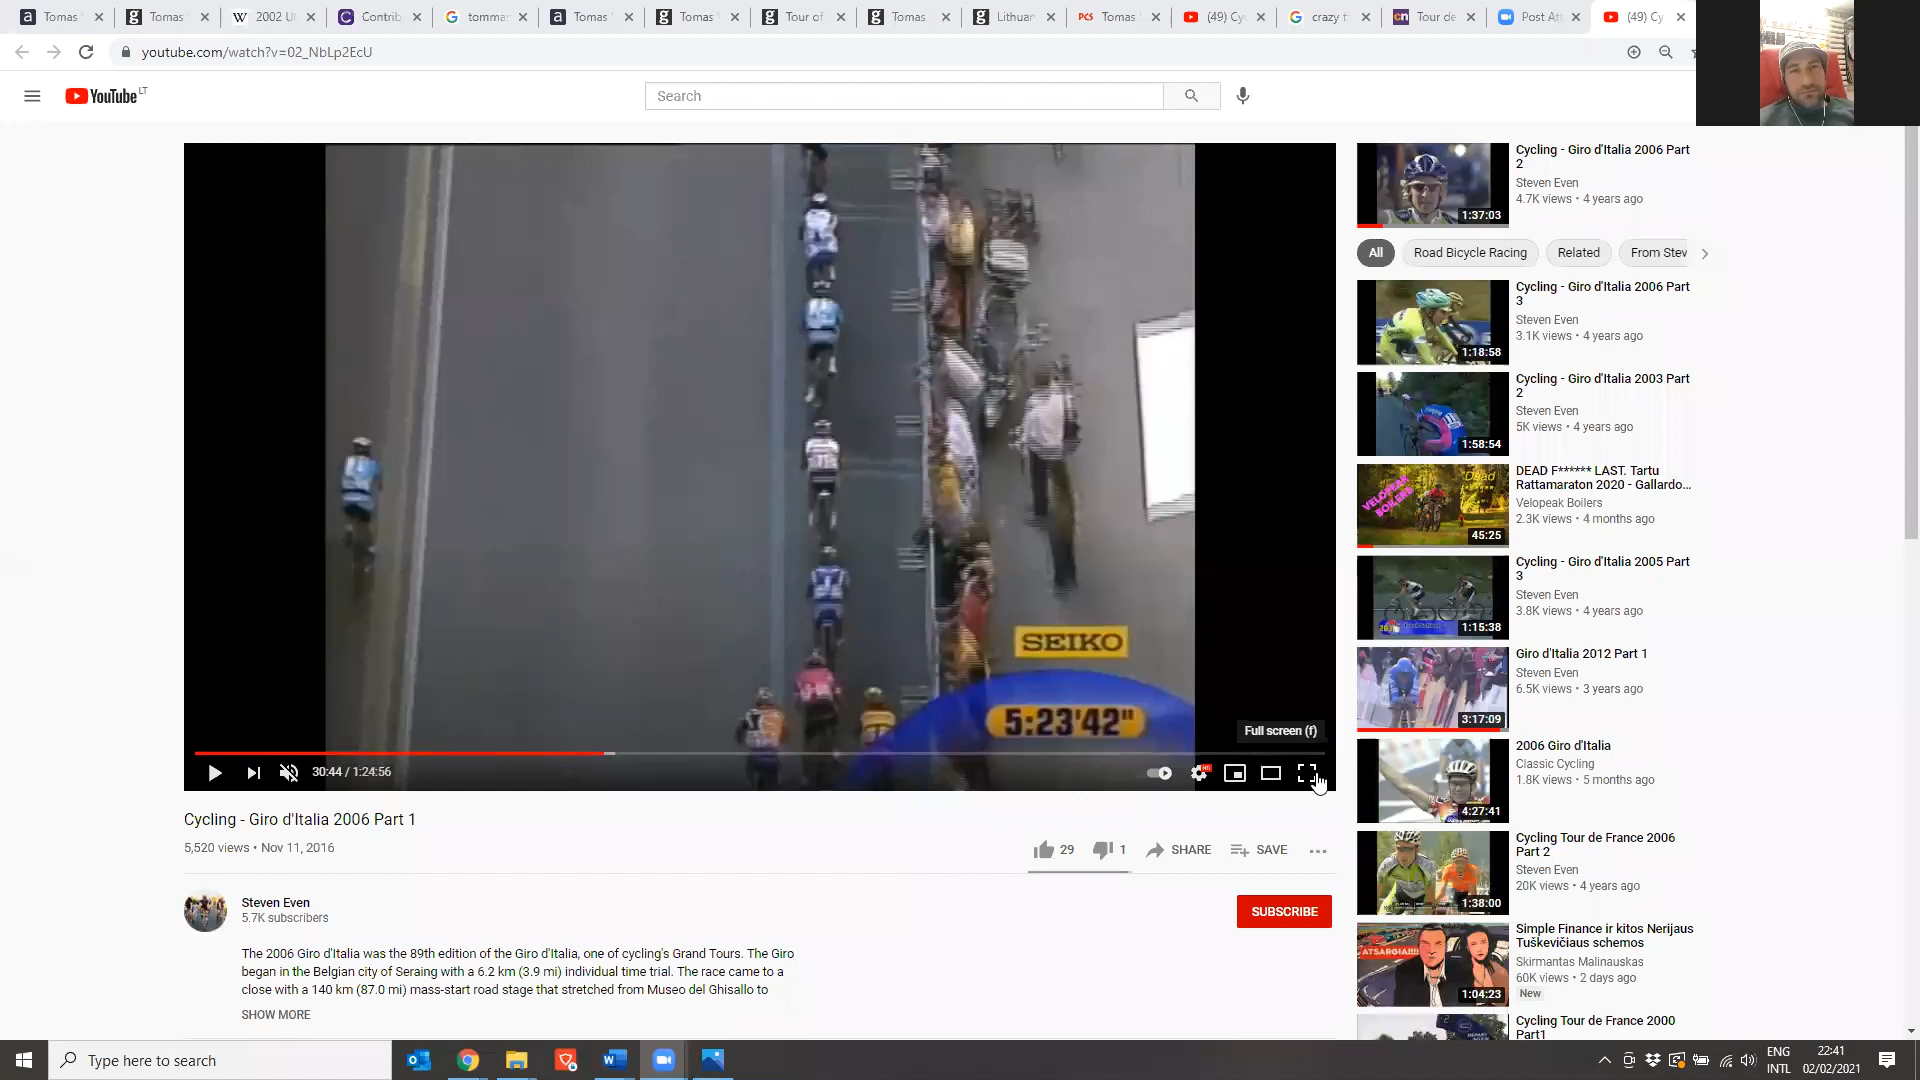 Tomas
Tomas
2002 U
Contrib
tommas
Tomas
Tomas
Tour of
Tomas
Lithuan
PCS Tomas
(49) Cy
crazy t
Tour de
Post At
(49) Cy
youtube.com/watch?v=02_NbLp2EcU
YouTube LT
Search
SEIKO
5:23'42"
Full screen (f)
30:44 / 1:24:56
HD
Cycling - Giro d'Italia 2006 Part 1
5,520 views • Nov 11, 2016
29
1
SHARE
SAVE
Steven Even
5.7K subscribers
SUBSCRIBE
The 2006 Giro d'Italia was the 89th edition of the Giro d'Italia, one of cycling's Grand Tours. The Giro
began in the Belgian city of Seraing with a 6.2 km (3.9 mi) individual time trial. The race came to a
close with a 140 km (87.0 mi) mass-start road stage that stretched from Museo del Ghisallo to
SHOW MORE
Cycling - Giro d'Italia 2006 Part
2
Steven Even
4.7K views • 4 years ago
1:37:03
All
Road Bicycle Racing
Related
From Stev
Cycling - Giro d'Italia 2006 Part
3
Steven Even
3.1K views • 4 years ago
1:18:58
Cycling - Giro d'Italia 2003 Part
2
Steven Even
5K views • 4 years ago
1:58:54
DEAD F****** LAST. Tartu
Rattamaraton 2020 - Gallardo...
Velopeak Boilers
2.3K views • 4 months ago
VELOPEAK
BOILERS
Dead
45:25
Cycling - Giro d'Italia 2005 Part
3
Steven Even
3.8K views • 4 years ago
1:15:38
Giro d'Italia 2012 Part 1
Steven Even
6.5K views • 3 years ago
3:17:09
2006 Giro d'Italia
Classic Cycling
1.8K views • 5 months ago
4:27:41
Cycling Tour de France 2006
Part 2
Steven Even
20K views • 4 years ago
1:38:00
Simple Finance ir kitos Nerijaus
Tuškevičiaus schemos
Skirmantas Malinauskas
60K views • 2 days ago
New
ATSARGIAI!!!
1:04:23
Cycling Tour de France 2000
Part1
Type here to search
ENG
INTL
22:41
02/02/2021